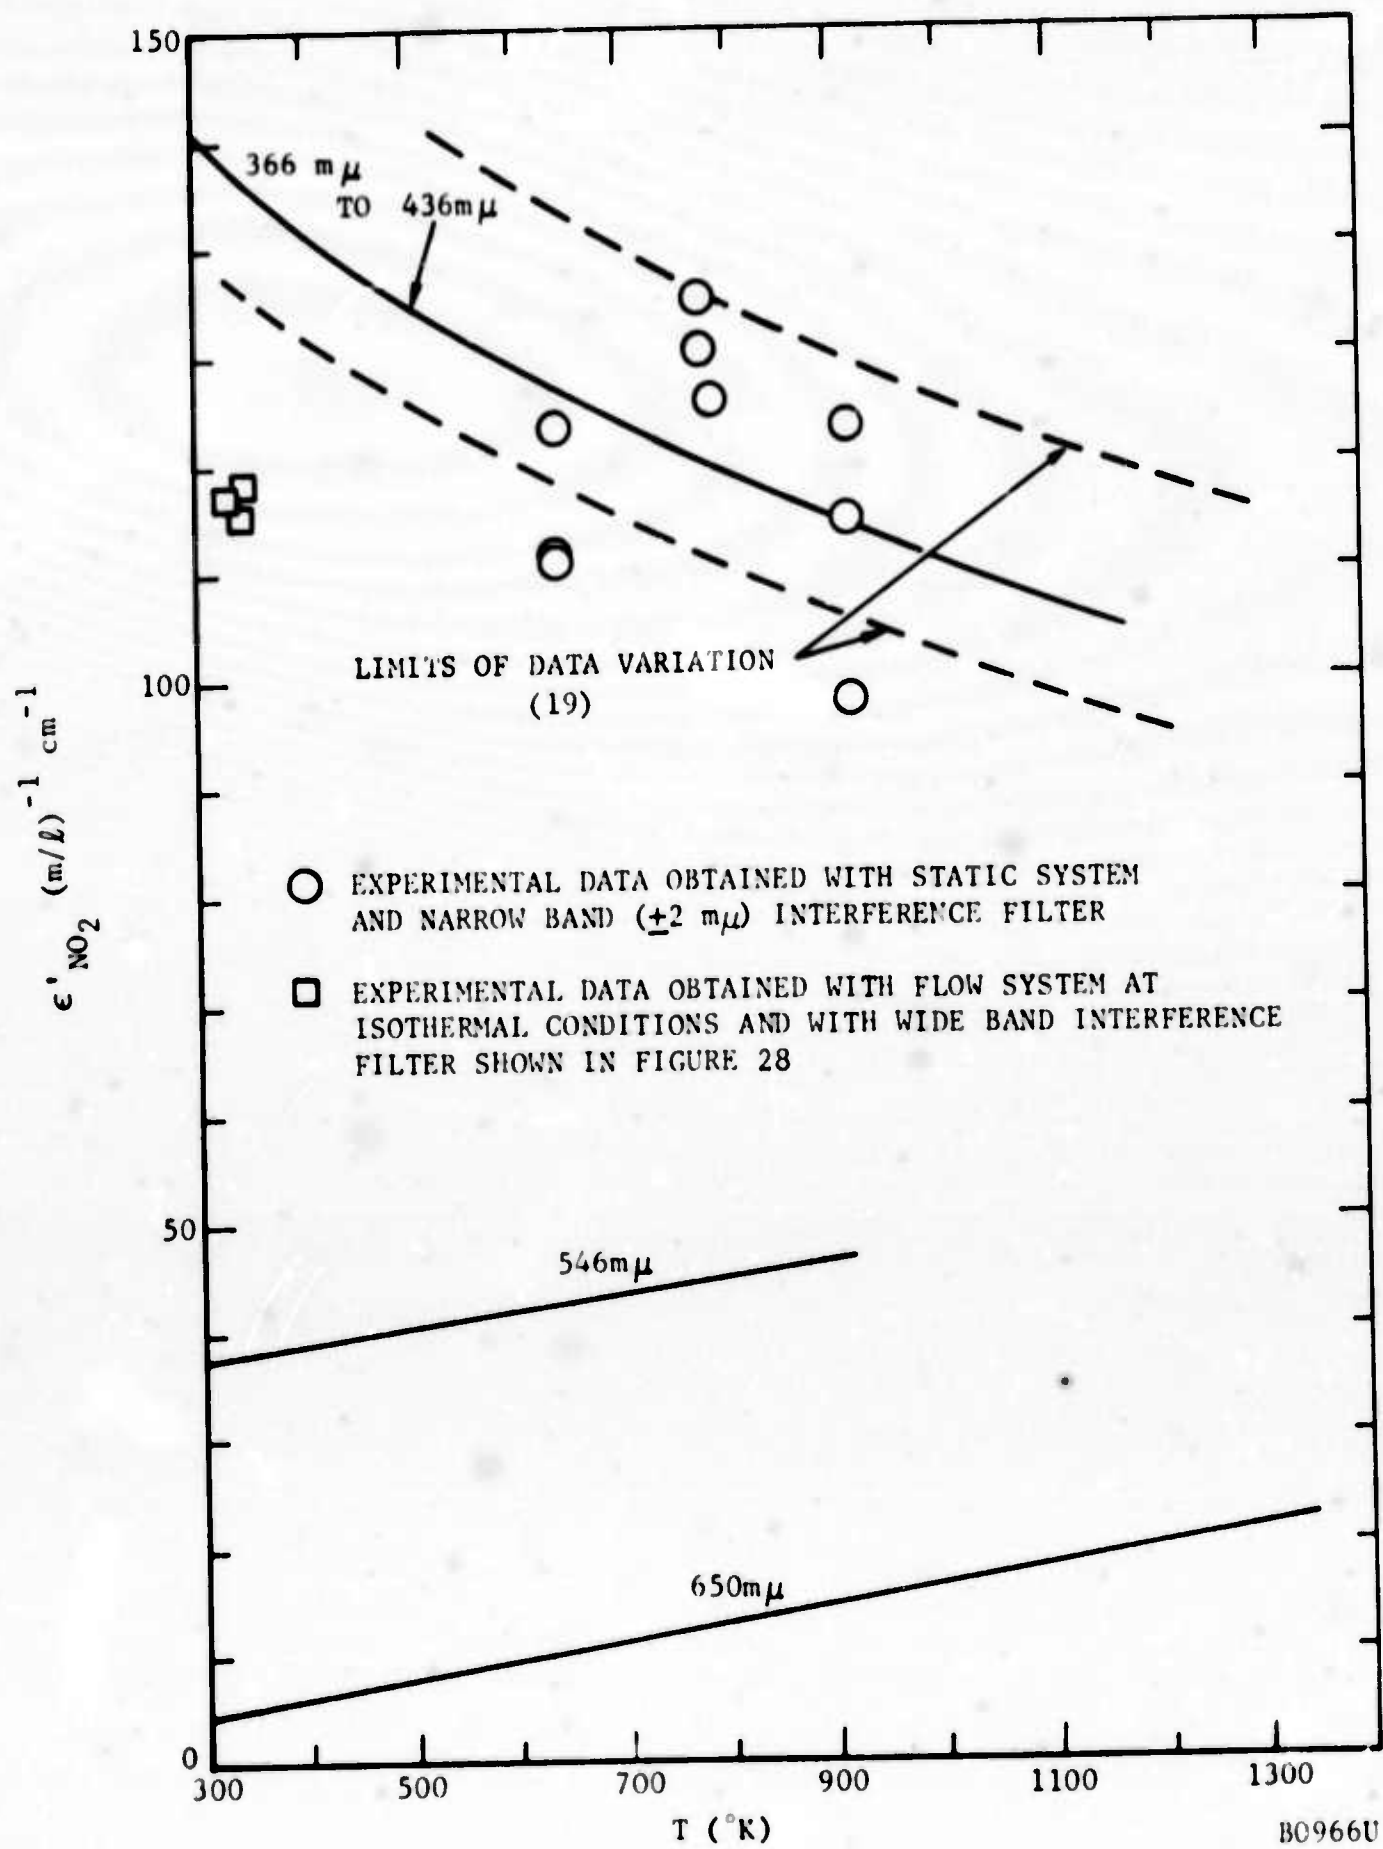 150
366 mμ
TO 436mμ
LIMITS OF DATA VARIATION
(19)
100
ϵ'NO2 (m/ℓ)-1 cm-1
EXPERIMENTAL DATA OBTAINED WITH STATIC SYSTEM
AND NARROW BAND (±2 mμ) INTERFERENCE FILTER
EXPERIMENTAL DATA OBTAINED WITH FLOW SYSTEM AT
ISOTHERMAL CONDITIONS AND WITH WIDE BAND INTERFERENCE
FILTER SHOWN IN FIGURE 28
50
546mμ
650mμ
0
300 500 700 900 1100 1300
T (°K)
B0966U